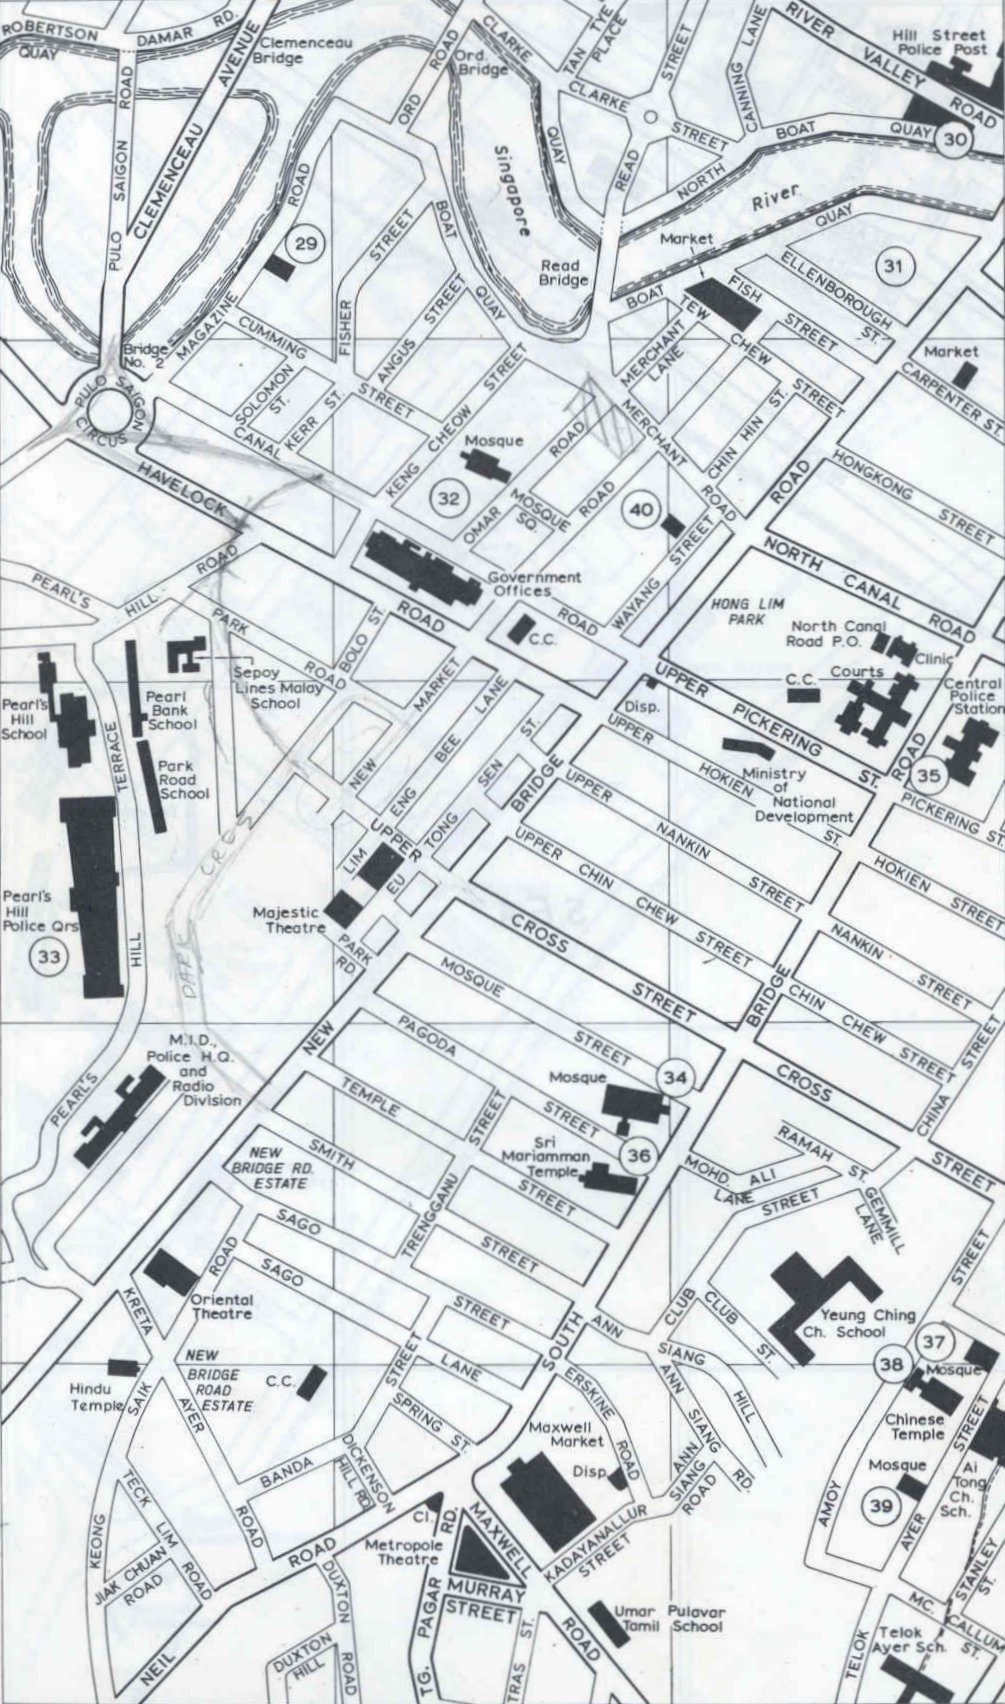 ROBERTSON
QUAY
DAMAR RD.
CLEMENCEAU AVENUE
Clemenceau
Bridge
ORD ROAD
Ord.
Bridge
CLARKE
QUAY
TAN TYE
PLACE
STREET
CANNING LANE
RIVER VALLEY ROAD
Hill Street
Police Post
PULO SAIGON ROAD
CLARKE STREET
READ
NORTH BOAT QUAY
30
Singapore
River
MAGAZINE ROAD
29
FISHER STREET
BOAT QUAY
Read
Bridge
Market
BOAT QUAY
FISH STREET
ELLENBOROUGH ST.
31
ANGUS STREET
TEW CHEW STREET
MERCHANT
LANE
Bridge
No. 2
PULO SAIGON
CIRCUS
CUMMING STREET
SOLOMON
ST.
KERR ST.
CANAL
KENG CHEOW STREET
Market
CARPENTER ST.
MERCHANT ROAD
CHIN HIN ST.
Mosque
32
OMAR ROAD
MOSQUE
SQ.
ROAD
40
HONGKONG STREET
HAVELOCK ROAD
Government
Offices
C.C.
WAYANG STREET
ROAD
NORTH CANAL ROAD
HONG LIM
PARK
North Canal
Road P.O.
Clinic
Courts
C.C.
Central
Police
Station
PEARL'S HILL ROAD
PARK ROAD
BOLO ST.
Sepoy
Lines Malay
School
Pearl's
Hill
School
Pearl
Bank
School
Park
Road
School
NEW MARKET
ENG BEE LANE
TONG SEN ST.
Disp.
UPPER PICKERING ST.
UPPER HOKIEN ST.
Ministry
of
National
Development
ROAD
35
PICKERING ST.
BRIDGE
UPPER NANKIN STREET
HOKIEN STREET
UPPER CHIN CHEW STREET
UPPER CROSS STREET
LIM
EU
Majestic
Theatre
PARK
RD
CRES
DARK
Pearl's
Hill
Police Qrs
33
PEARL'S HILL TERRACE
NANKIN STREET
BRIDGE
CHIN CHEW STREET
MOSQUE STREET
NEW
PAGODA STREET
M.I.D.,
Police H.Q.
and
Radio
Division
Mosque
34
CROSS STREET
CHINA STREET
TEMPLE STREET
Sri
Mariamman
Temple
36
RAMAH ST.
MOHD. ALI
LANE
STREET
GEMMILL
LANE
NEW
BRIDGE RD.
ESTATE
SMITH STREET
TRENGGANU STREET
SAGO STREET
SAGO LANE
CLUB
CLUB ST.
Yeung Ching
Ch. School
STREET
Oriental
Theatre
KRETA AYER ROAD
SOUTH
ANN SIANG HILL
Hindu
Temple
NEW
BRIDGE
ROAD
ESTATE
C.C.
STREET
SPRING ST.
ERSKINE ROAD
ANN SIANG RD.
ANN
SIANG
ROAD
37
38
Mosque
Chinese
Temple
Maxwell
Market
Disp.
Mosque
39
AMOY
AYER STREET
Ai
Tong
Ch.
Sch.
KEONG SAIK
TECK LIM ROAD
BANDA
DICKENSON
HILL RD.
JIAK CHUAN
ROAD
NEIL ROAD
Cl.
Metropole
Theatre
MAXWELL ROAD
KADAYANALLUR
STREET
MURRAY
STREET
TG. PAGAR RD.
TRAS ST.
Umar Pulavar
Tamil School
DUXTON ROAD
DUXTON
HILL
STANLEY
ST.
MC. CALLUM
ST.
TELOK
Telok
Ayer Sch.